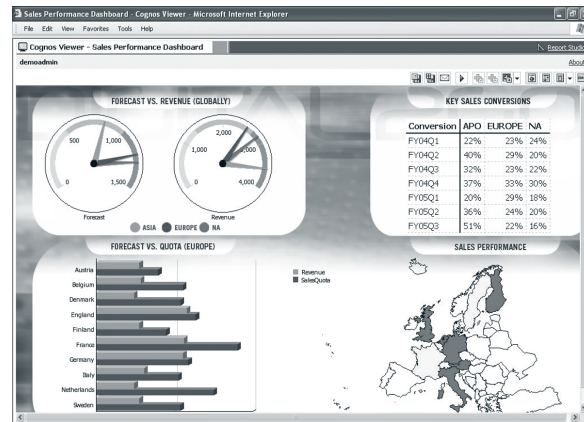 Sales Performance Dashboard - Cognos Viewer - Microsoft Internet Explorer
File Edit View Favorites Tools Help
Cognos Viewer - Sales Performance Dashboard
Report Studio
demoadmin
About
FORECAST VS. REVENUE (GLOBALLY)
500 1,000
0 1,500
Forecast
2,000
1,000 3,000
0 4,000
Revenue
ASIA EUROPE NA
KEY SALES CONVERSIONS
Conversion APO EUROPE NA
FY04Q1 22% 23% 24%
FY04Q2 40% 29% 20%
FY04Q3 32% 23% 22%
FY04Q4 37% 33% 30%
FY05Q1 20% 29% 18%
FY05Q2 36% 24% 20%
FY05Q3 51% 22% 16%
FORECAST VS. QUOTA (EUROPE)
Austria
Belgium
Denmark
England
Finland
France
Germany
Italy
Netherlands
Sweden
Revenue
SalesQuota
SALES PERFORMANCE